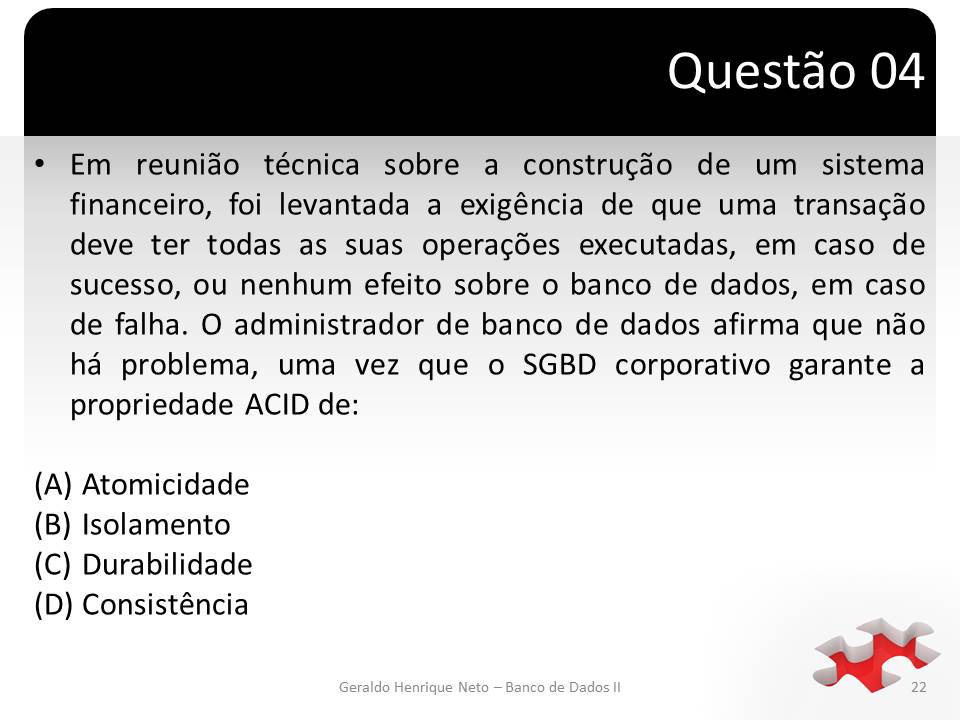 Questão 04
• Em reunião técnica sobre a construção de um sistema
financeiro, foi levantada a exigência de que uma transação
deve ter todas as suas operações executadas, em caso de
sucesso, ou nenhum efeito sobre o banco de dados, em caso
de falha. O administrador de banco de dados afirma que não
há problema, uma vez que o SGBD corporativo garante a
propriedade ACID de:
(A) Atomicidade
(B) Isolamento
(C) Durabilidade
(D) Consistência
Geraldo Henrique Neto – Banco de Dados II
22